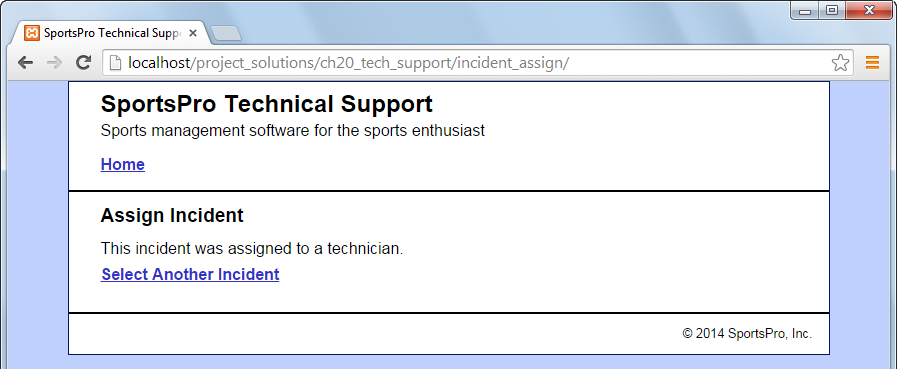 SportsPro Technical Supp
localhost/project_solutions/ch20_tech_support/incident_assign/
SportsPro Technical Support
Sports management software for the sports enthusiast
Home
Assign Incident
This incident was assigned to a technician.
Select Another Incident
© 2014 SportsPro, Inc.